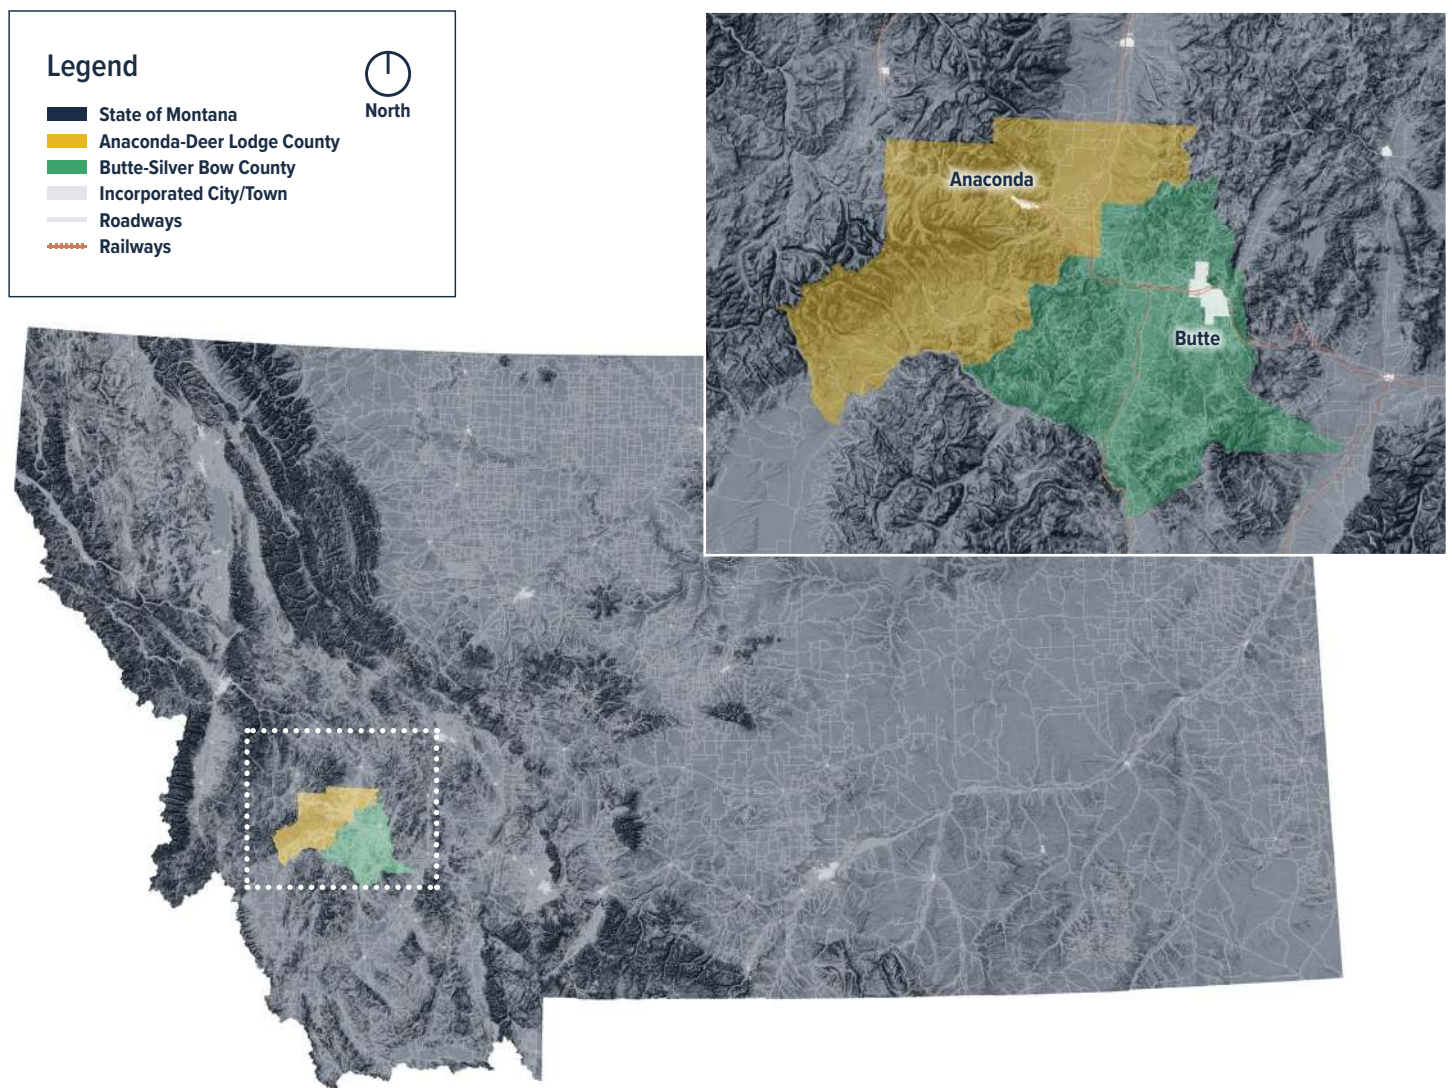 Legend
North
State of Montana
Anaconda-Deer Lodge County
Butte-Silver Bow County
Incorporated City/Town
Roadways
Railways
Anaconda
Butte